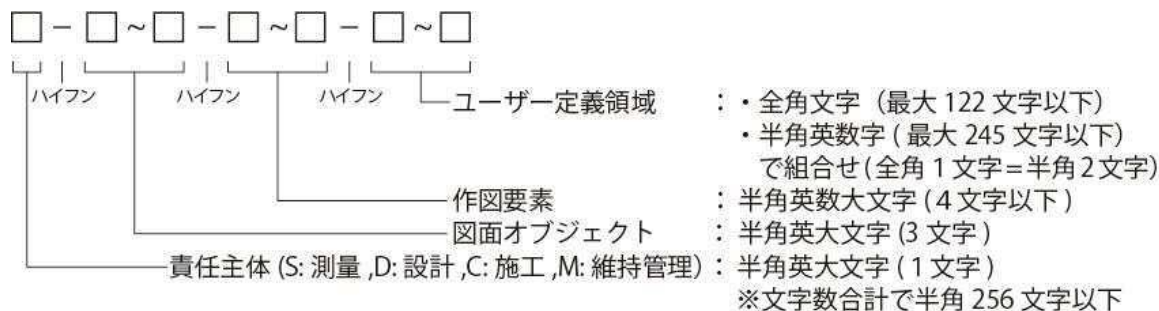 □－□～□－□～□－□～□
ハイフン ハイフン ハイフン
ユーザー定義領域 ：・全角文字（最大 122 文字以下）
・半角英数字 ( 最大 245 文字以下)
で組合せ ( 全角 1 文字＝半角 2 文字)
作図要素 ：半角英数大文字 ( 4 文字以下 )
図面オブジェクト ：半角英大文字 (3 文字 )
責任主体 (S: 測量 ,D: 設計 ,C: 施工 ,M: 維持管理) ：半角英大文字 ( 1 文字 )
※文字数合計で半角 256 文字以下